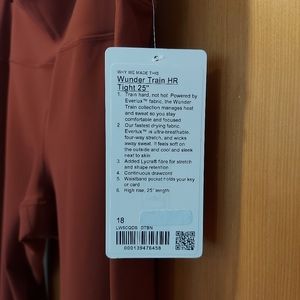 WHY WE MADE THIS
Wunder Train HR
Tight 25"
1. Train hard, not hot. Powered by
Everlux™ fabric, the Wunder
Train collection manages heat
and sweat so you stay
comfortable and focused
2. Our fastest drying fabric,
Everlux™ is ultra-breathable,
four-way stretch, and wicks
away sweat. It feels soft on
the outside and cool and sleek
next to skin
3. Added Lycra® fibre for stretch
and shape retention
4. Continuous drawcord
5. Waistband pocket holds your key
or card
6. High rise, 25" length
18
LW5CQDS DTBN
000139476438